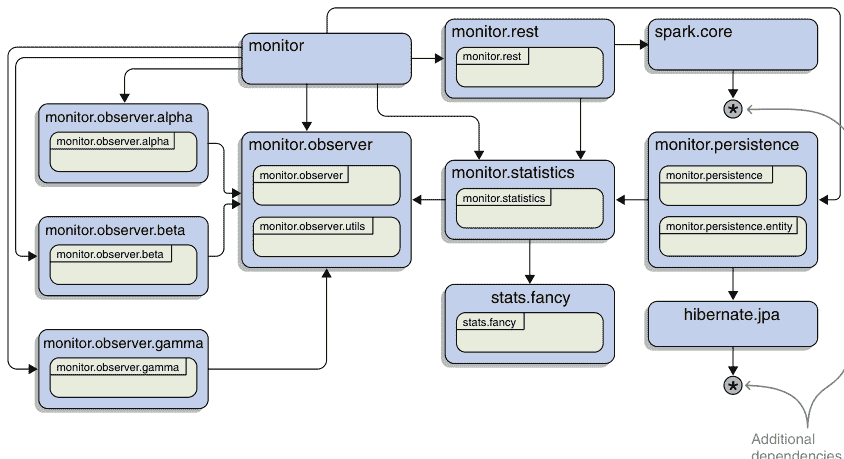 monitor
monitor.rest
monitor.rest
spark.core
*
monitor.observer.alpha
monitor.observer.alpha
monitor.observer
monitor.observer
monitor.observer.utils
monitor.statistics
monitor.statistics
monitor.persistence
monitor.persistence
monitor.persistence.entity
monitor.observer.beta
monitor.observer.beta
stats.fancy
stats.fancy
hibernate.jpa
monitor.observer.gamma
monitor.observer.gamma
*
Additional
dependencies